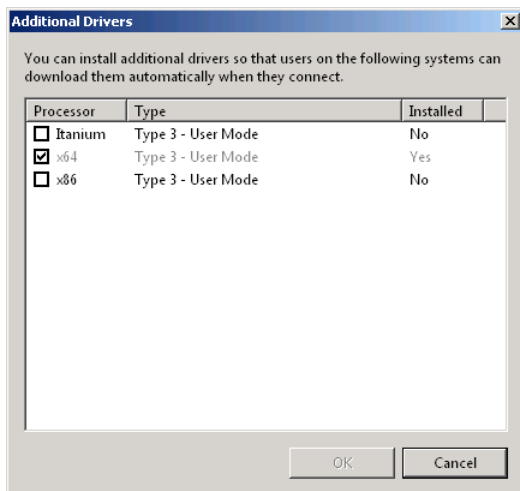 Additional Drivers
You can install additional drivers so that users on the following systems can
download them automatically when they connect.
Processor Type Installed
Itanium Type 3 - User Mode No
x64 Type 3 - User Mode Yes
x86 Type 3 - User Mode No
OK Cancel